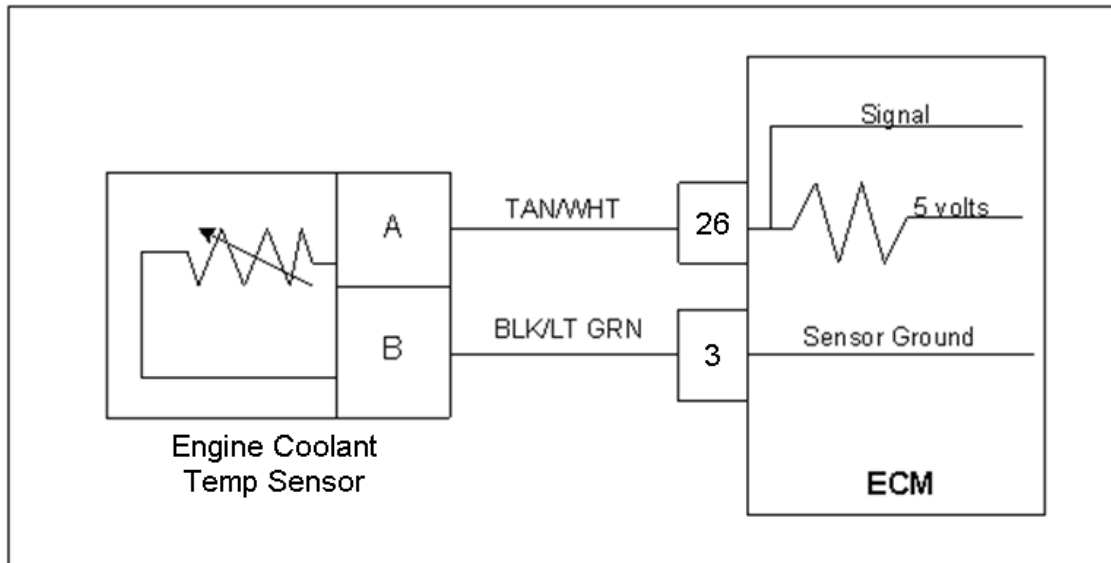 Signal
5 volts
A
TAN/WHT
26
B
BLK/LT GRN
3
Sensor Ground
Engine Coolant
Temp Sensor
ECM